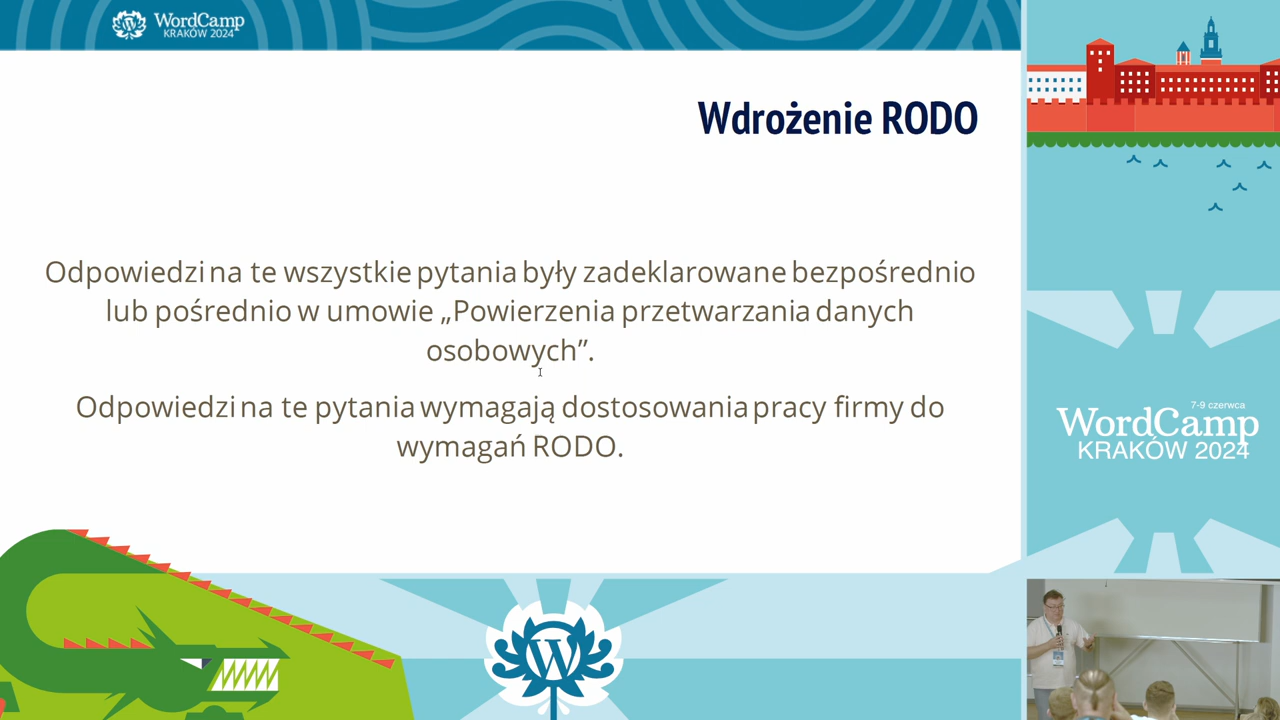 WordCamp
KRAKÓW 2024
Wdrożenie RODO
Odpowiedzi na te wszystkie pytania były zadeklarowane bezpośrednio
lub pośrednio w umowie „Powierzenia przetwarzania danych
osobowych”.
Odpowiedzi na te pytania wymagają dostosowania pracy firmy do
wymagań RODO.
7-9 czerwca
WordCamp
KRAKÓW 2024